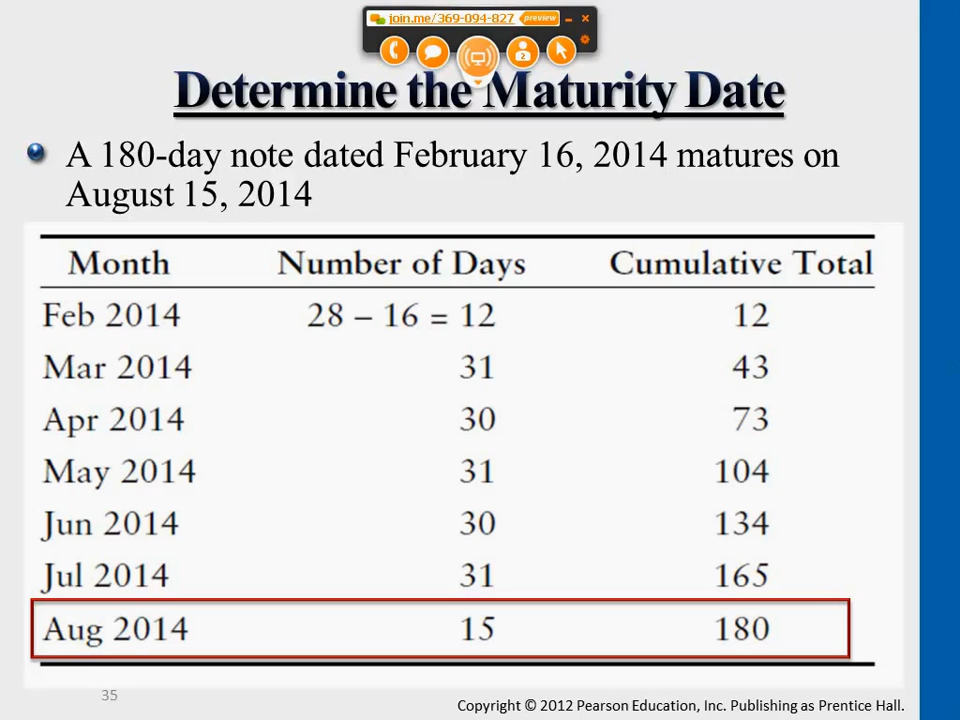 join.me/369-094-827 preview
2
Determine the Maturity Date
A 180-day note dated February 16, 2014 matures on
August 15, 2014
Month Number of Days Cumulative Total
Feb 2014 28 – 16 = 12 12
Mar 2014 31 43
Apr 2014 30 73
May 2014 31 104
Jun 2014 30 134
Jul 2014 31 165
Aug 2014 15 180
35
Copyright © 2012 Pearson Education, Inc. Publishing as Prentice Hall.